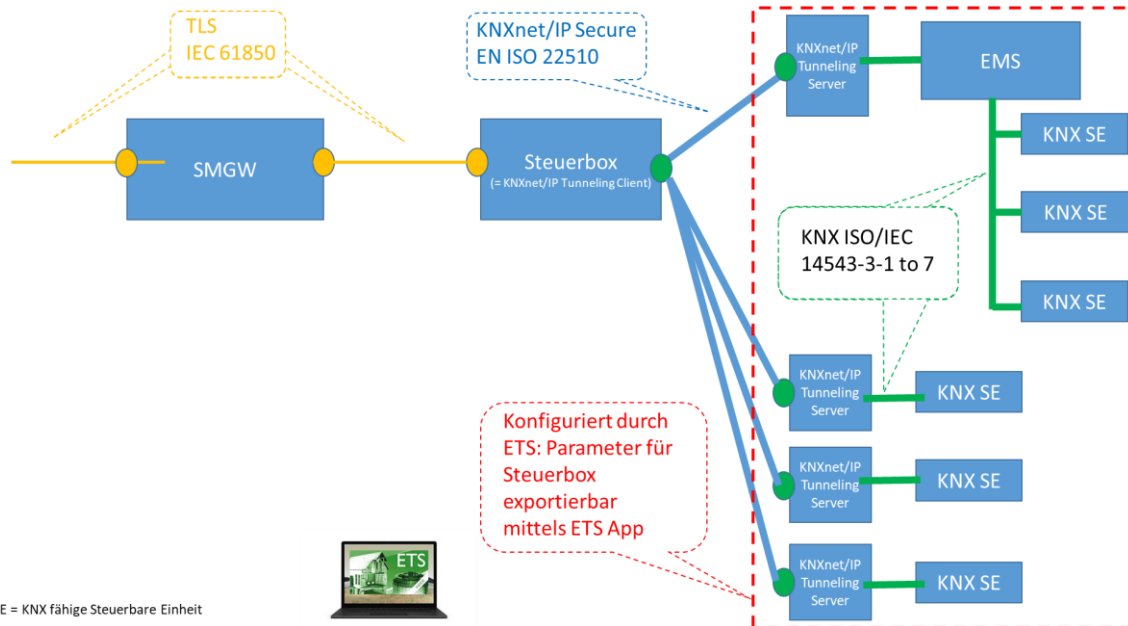 TLS
IEC 61850
KNXnet/IP Secure
EN ISO 22510
KNXnet/IP
Tunneling
Server
EMS
SMGW
Steuerbox
(= KNXnet/IP Tunneling Client)
KNX SE
KNX SE
KNX SE
KNX ISO/IEC
14543-3-1 to 7
KNXnet/IP
Tunneling
Server
KNX SE
Konfiguriert durch
ETS: Parameter für
Steuerbox
exportierbar
mittels ETS App
KNXnet/IP
Tunneling
Server
KNX SE
KNXnet/IP
Tunneling
Server
KNX SE
ETS
E = KNX fähige Steuerbare Einheit